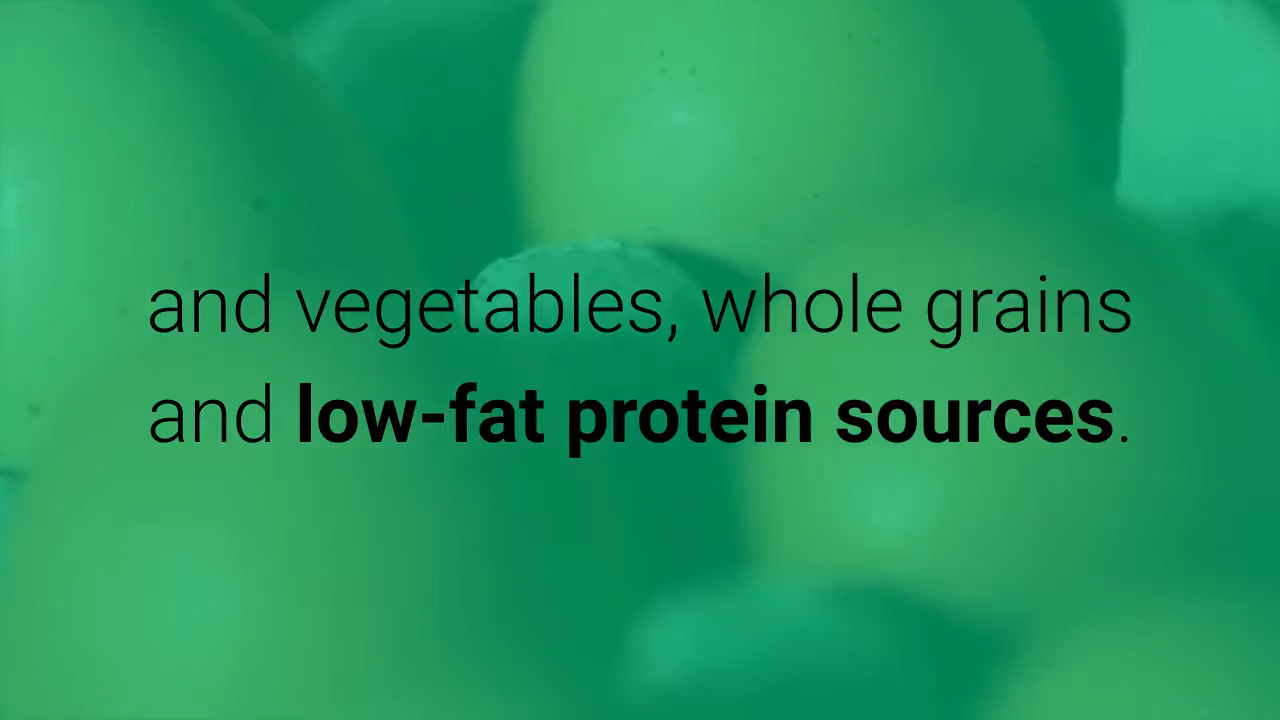 and vegetables, whole grains
and low-fat protein sources.